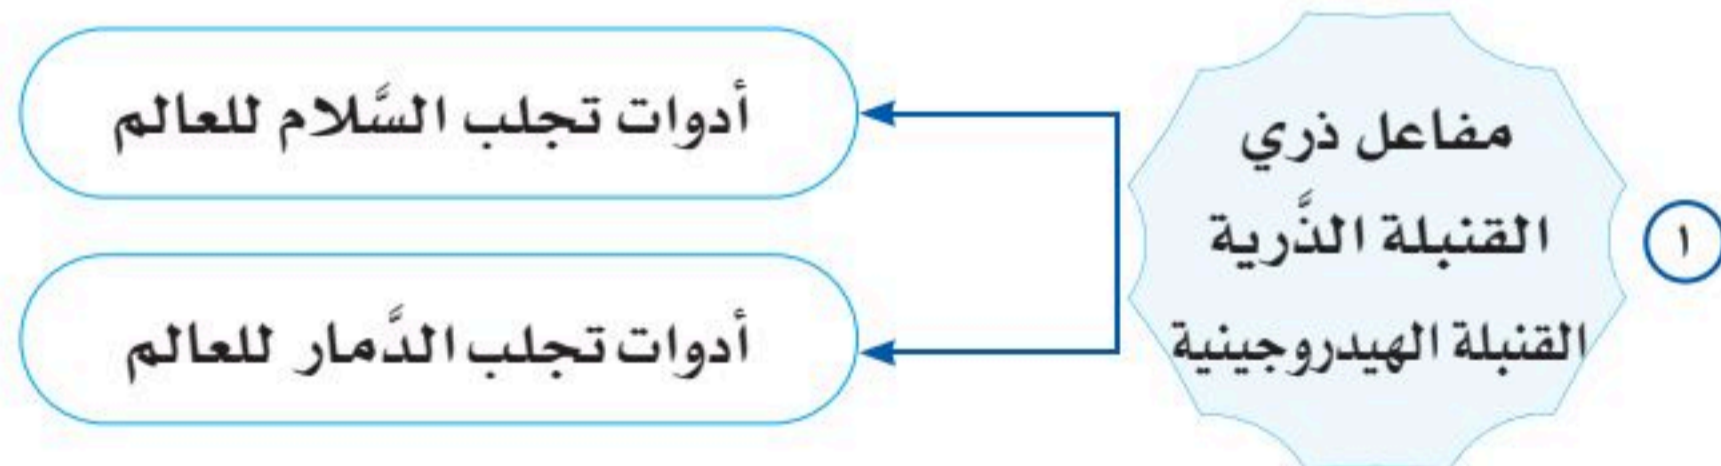 ١
مفاعل ذري
القنبلة الذَّرية
القنبلة الهيدروجينية
أدوات تجلب السَّلام للعالم
أدوات تجلب الدَّمار للعالم